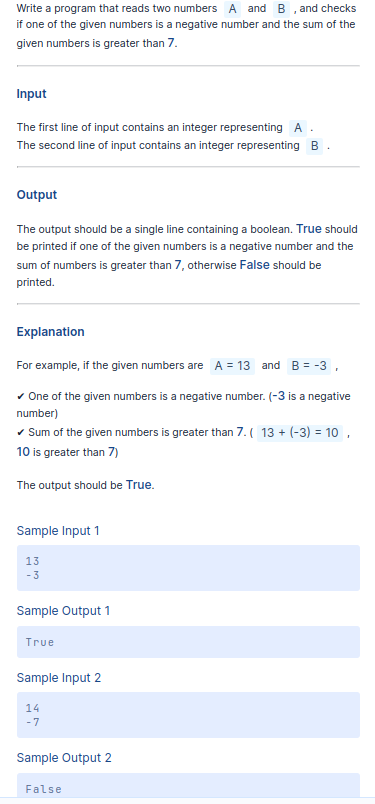 Write a program that reads two numbers A and B , and checks
if one of the given numbers is a negative number and the sum of the
given numbers is greater than 7.
Input
The first line of input contains an integer representing A .
The second line of input contains an integer representing B .
Output
The output should be a single line containing a boolean. True should
be printed if one of the given numbers is a negative number and the
sum of numbers is greater than 7, otherwise False should be
printed.
Explanation
For example, if the given numbers are A = 13 and B = -3 ,
✔ One of the given numbers is a negative number. (-3 is a negative
number)
✔ Sum of the given numbers is greater than 7. ( 13 + (-3) = 10 ,
10 is greater than 7)
The output should be True.
Sample Input 1
13
-3
Sample Output 1
True
Sample Input 2
14
-7
Sample Output 2
False